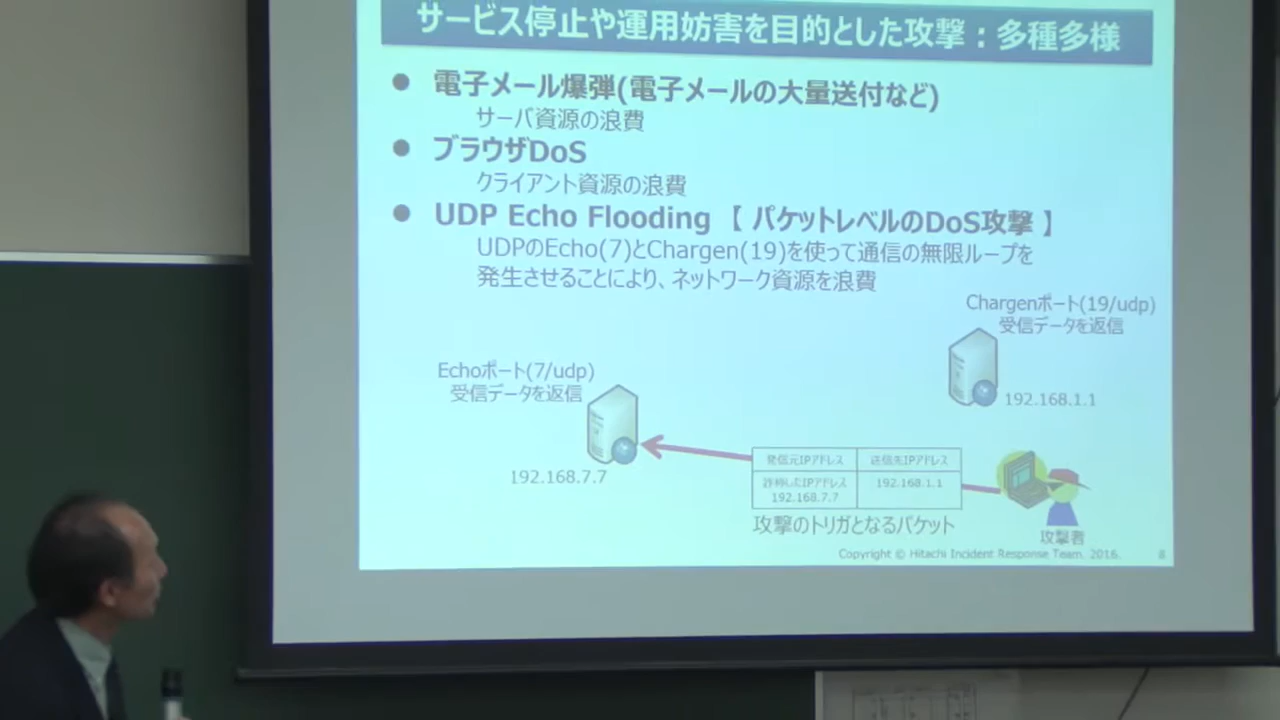 サービス停止や運用妨害を目的とした攻撃：多種多様
● 電子メール爆弾(電子メールの大量送付など)
サーバ資源の浪費
● ブラウザDoS
クライアント資源の浪費
● UDP Echo Flooding 【 パケットレベルのDoS攻撃 】
UDPのEcho(7)とChargen(19)を使って通信の無限ループを
発生させることにより、ネットワーク資源を浪費
Chargenポート(19/udp)
受信データを返信
192.168.1.1
Echoポート(7/udp)
受信データを返信
192.168.7.7
発信元IPアドレス 送信先IPアドレス
詐称したIPアドレス 192.168.1.1
192.168.7.7
攻撃のトリガとなるパケット
攻撃者
Copyright © Hitachi Incident Response Team. 2016. 8